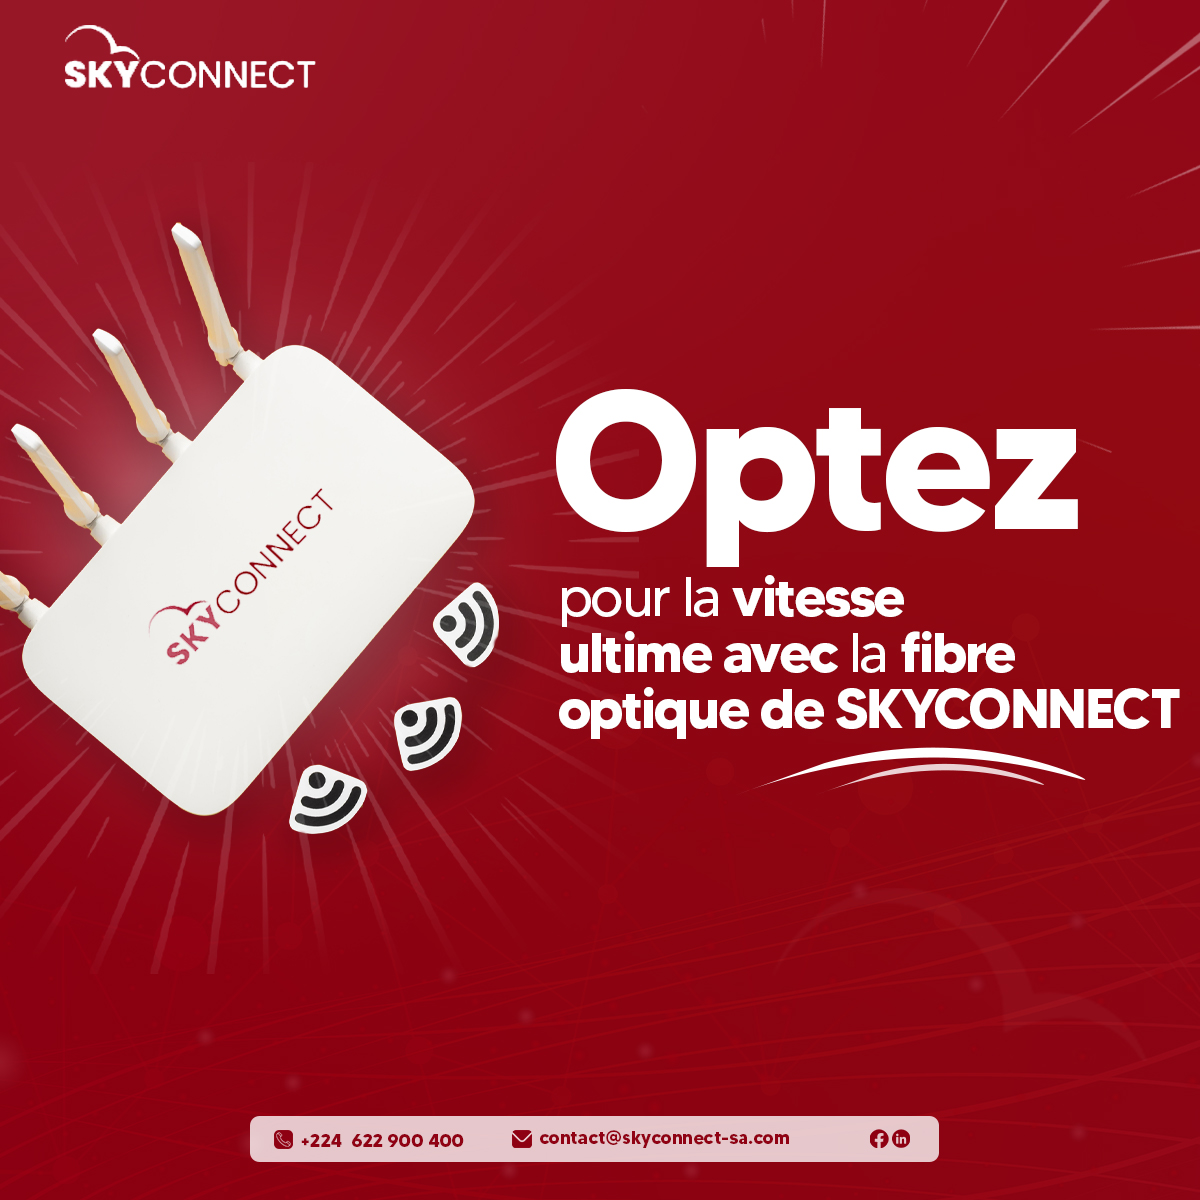 SKYCONNECT
SKYCONNECT
Optez
pour la vitesse
ultime avec la fibre
optique de SKYCONNECT
+224 622 900 400
contact@skyconnect-sa.com